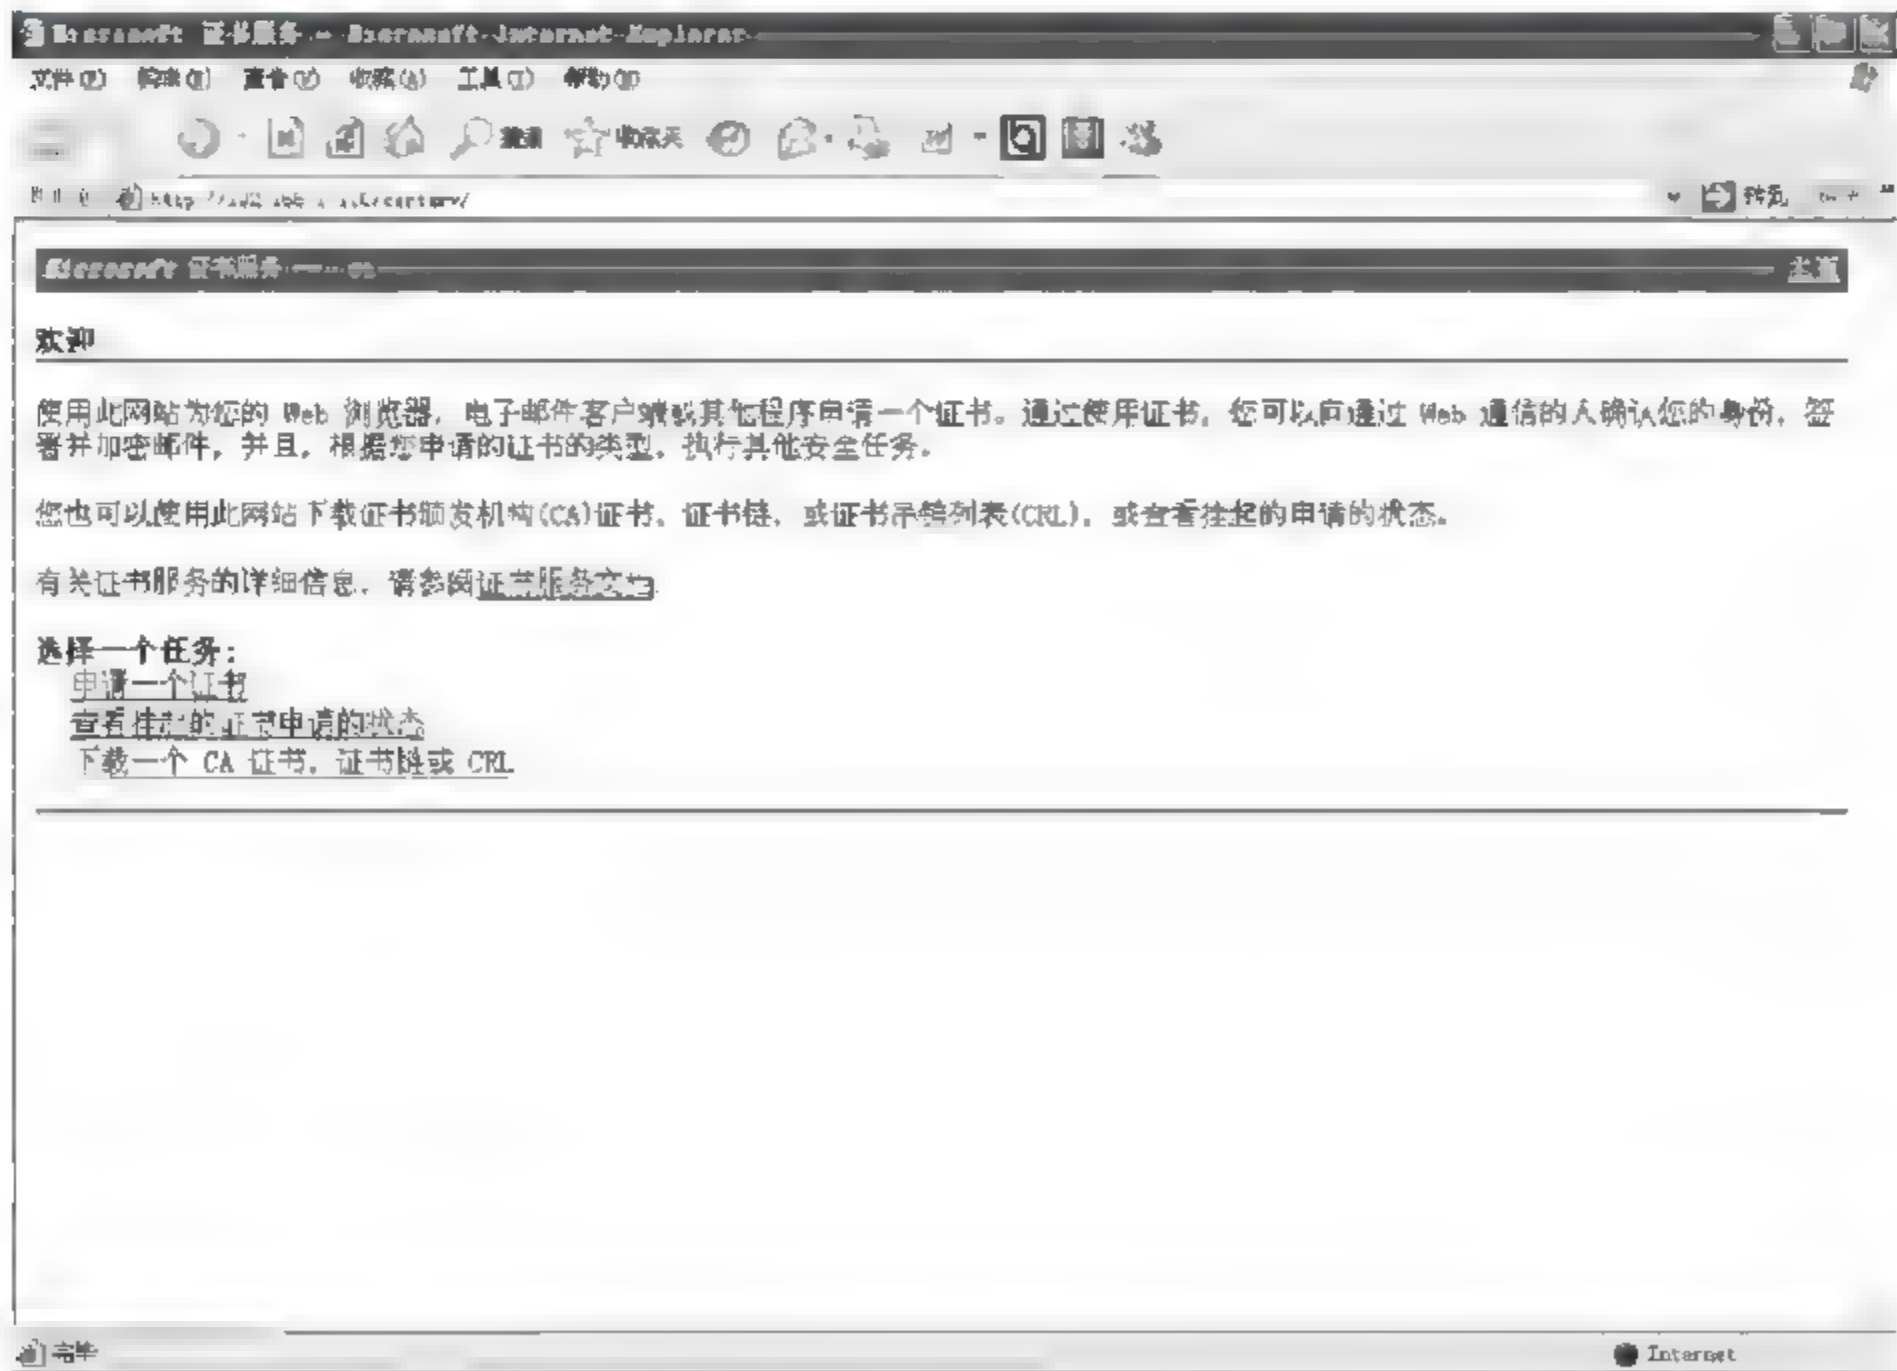 Microsoft 证书服务 - Microsoft Internet Explorer
文件(F) 编辑(E) 查看(V) 收藏(A) 工具(T) 帮助(H)
搜索 收藏夹
转到
Microsoft 证书服务 -- 主页
欢迎
使用此网站为您的 Web 浏览器，电子邮件客户端或其他程序申请一个证书。通过使用证书，您可以向通过 Web 通信的人确认您的身份，签
署并加密邮件，并且，根据您申请的证书的类型，执行其他安全任务。
您也可以使用此网站下载证书颁发机构(CA)证书，证书链，或证书吊销列表(CRL)，或查看挂起的申请的状态。
有关证书服务的详细信息，请参阅证书服务文档
选择一个任务:
申请一个证书
查看挂起的证书申请的状态
下载一个 CA 证书，证书链或 CRL
完毕 Internet